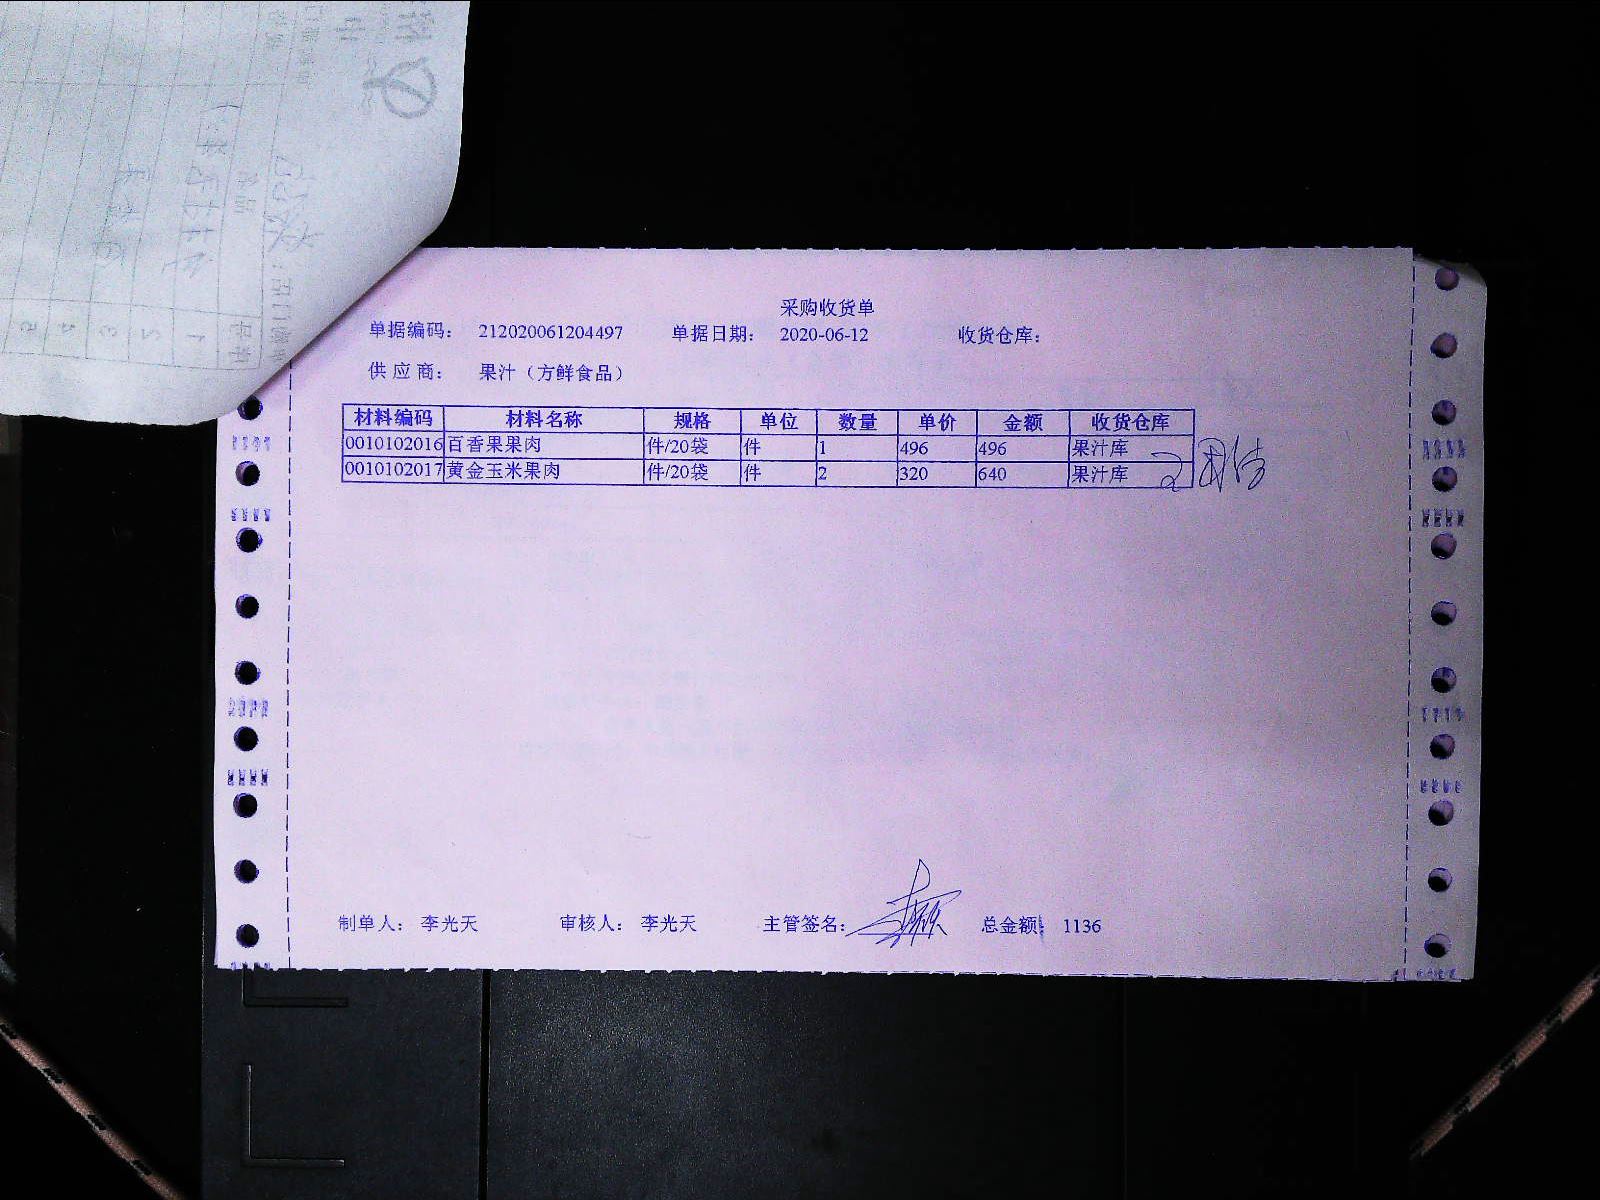 采购收货单
单据编码： 212020061204497 单据日期： 2020-06-12 收货仓库：
供应商： 果汁（方鲜食品）
材料编码 材料名称 规格 单位 数量 单价 金额 收货仓库
0010102016 百香果果肉 件/20袋 件 1 496 496 果汁库
0010102017 黄金玉米果肉 件/20袋 件 2 320 640 果汁库
制单人： 李光天 审核人： 李光天 主管签名： 总金额： 1136